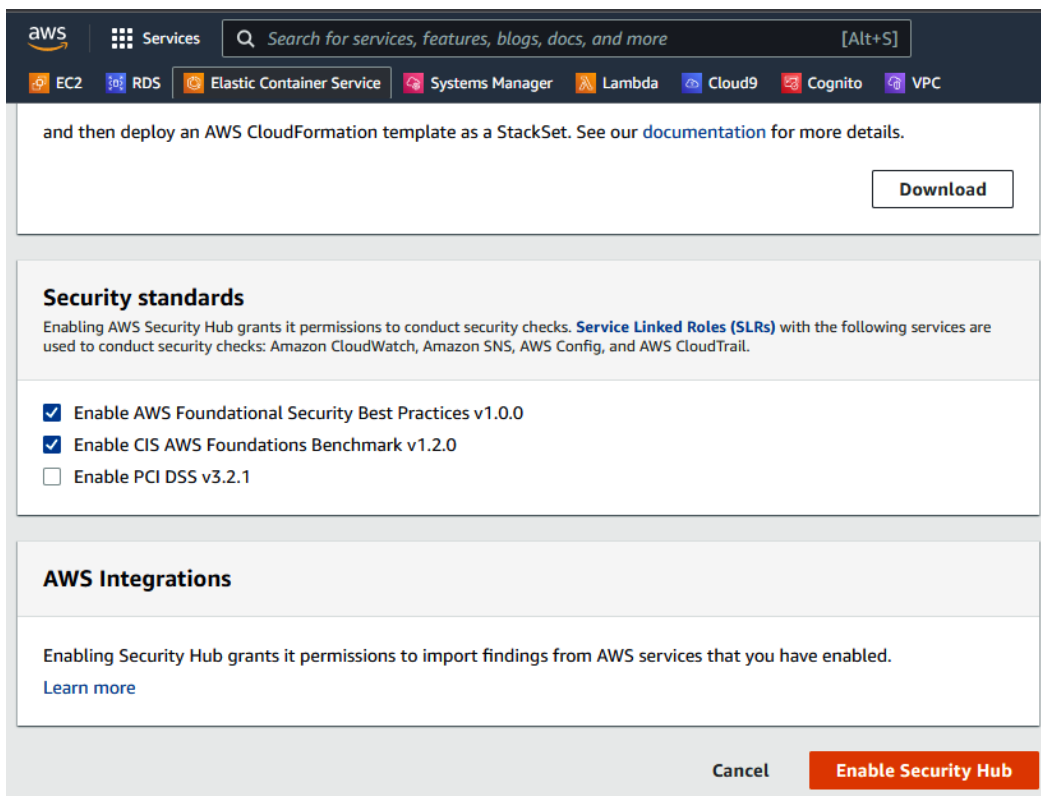 aws Services Search for services, features, blogs, docs, and more [Alt+S]
EC2 RDS Elastic Container Service Systems Manager Lambda Cloud9 Cognito VPC
and then deploy an AWS CloudFormation template as a StackSet. See our documentation for more details.
Download
Security standards
Enabling AWS Security Hub grants it permissions to conduct security checks. Service Linked Roles (SLRs) with the following services are
used to conduct security checks: Amazon CloudWatch, Amazon SNS, AWS Config, and AWS CloudTrail.
Enable AWS Foundational Security Best Practices v1.0.0
Enable CIS AWS Foundations Benchmark v1.2.0
Enable PCI DSS v3.2.1
AWS Integrations
Enabling Security Hub grants it permissions to import findings from AWS services that you have enabled.
Learn more
Cancel Enable Security Hub